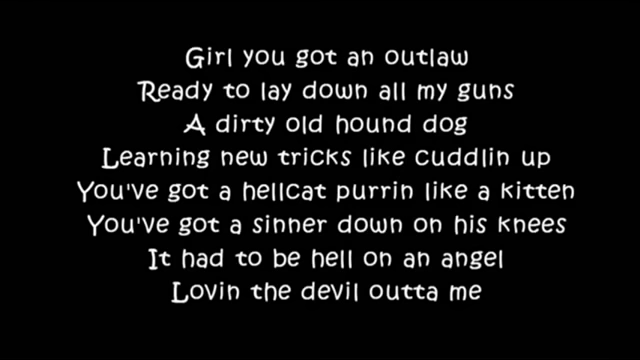 Girl you got an outlaw
Ready to lay down all my guns
A dirty old hound dog
Learning new tricks like cuddlin up
You've got a hellcat purrin like a kitten
You've got a sinner down on his knees
It had to be hell on an angel
Lovin the devil outta me